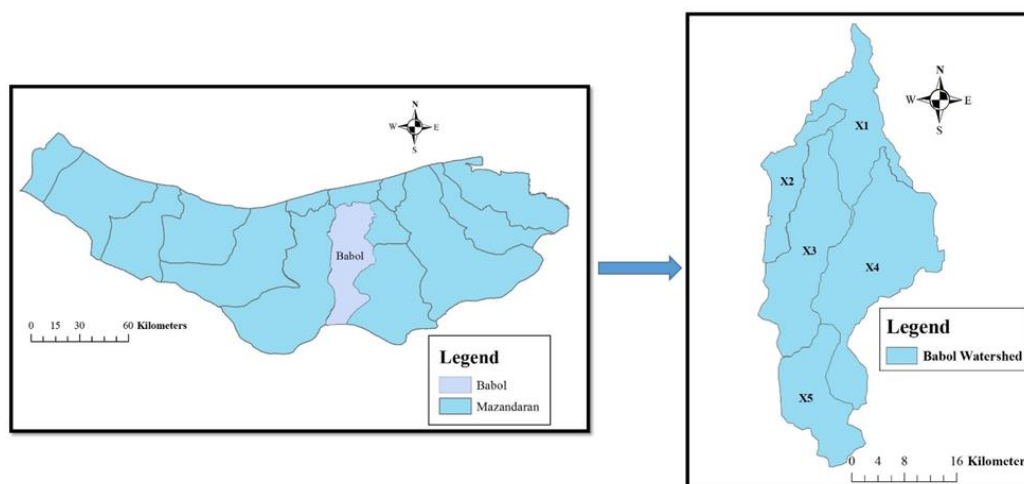 N
W E
S
Babol
0 15 30 60 Kilometers
Legend
Babol
Mazandaran
N
W E
S
X1
X2
X3
X4
X5
Legend
Babol Watershed
0 4 8 16 Kilometer